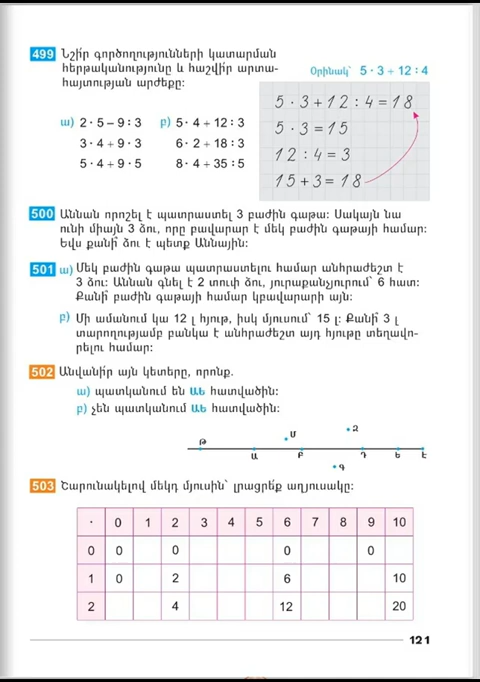 499 Նշի՛ր գործողությունների կատարման
հերթականությունը և հաշվի՛ր արտա-
հայտության արժեքը:
Օրինակ՝ 5 · 3 + 12 : 4
5 · 3 + 12 : 4 = 18
5 · 3 = 15
12 : 4 = 3
15 + 3 = 18
ա) 2 · 5 – 9 : 3 բ) 5 · 4 + 12 : 3
3 · 4 + 9 · 3 6 · 2 + 18 : 3
5 · 4 + 9 · 5 8 · 4 + 35 : 5
500 Աննան որոշել է պատրաստել 3 բաժին գաթա: Սակայն նա
ունի միայն 3 ձու, որը բավարար է մեկ բաժին գաթայի համար:
Եվս քանի՞ ձու է պետք Աննային:
501 ա) Մեկ բաժին գաթա պատրաստելու համար անհրաժեշտ է
3 ձու: Աննան գնել է 2 տուփ ձու, յուրաքանչյուրում՝ 6 հատ:
Քանի՞ բաժին գաթայի համար կբավարարի այն:
բ) Մի ամանում կա 12 լ հյութ, իսկ մյուսում՝ 15 լ: Քանի՞ 3 լ
տարողությամբ բանկա է անհրաժեշտ այդ հյութը տեղավո-
րելու համար:
502 Անվանի՛ր այն կետերը, որոնք.
ա) պատկանում են ԱԵ հատվածին:
բ) չեն պատկանում ԱԵ հատվածին:
Թ Մ Զ
Ա Բ Դ Ե Է
Գ
503 Շարունակելով մեկդ մյուսին՝ լրացրե՛ք աղյուսակը:
· 0 1 2 3 4 5 6 7 8 9 10
0 0 0 0 0
1 0 2 6 10
2 4 12 20
121